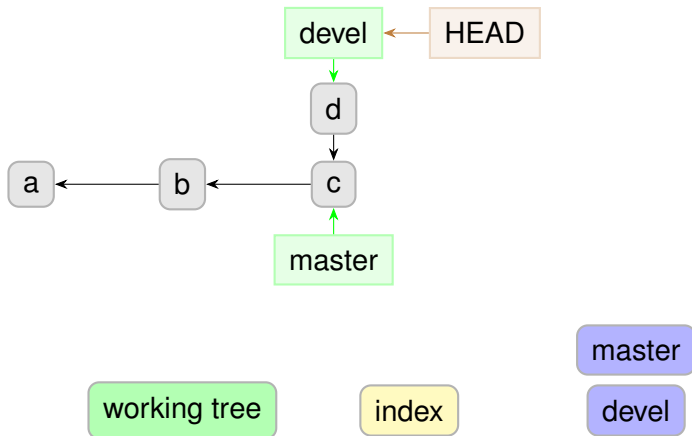 devel HEAD
d
a b c
master
master
working tree index devel